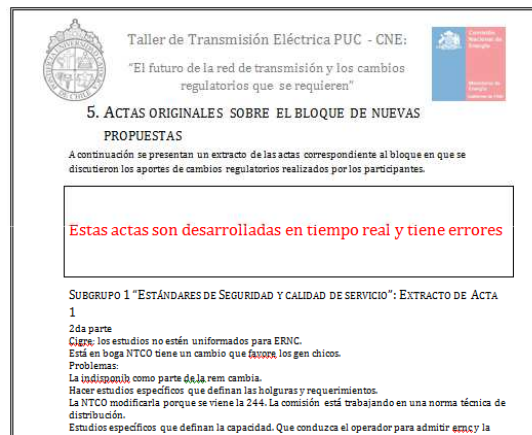 Taller de Transmisión Eléctrica PUC - CNE:
"El futuro de la red de transmisión y los cambios
regulatorios que se requieren"
Comisión
Nacional de
Energía
Ministerio de
Energía
5. ACTAS ORIGINALES SOBRE EL BLOQUE DE NUEVAS
PROPUESTAS
A continuación se presentan un extracto de las actas correspondiente al bloque en que se
discutieron los aportes de cambios regulatorios realizados por los participantes.
Estas actas son desarrolladas en tiempo real y tiene errores
SUBGRUPO 1 "ESTÁNDARES DE SEGURIDAD Y CALIDAD DE SERVICIO": EXTRACTO DE ACTA
1
2da parte
Cigre: los estudios no estén uniformados para ERNC.
Está en boga NTCO tiene un cambio que favore los gen chicos.
Problemas:
La indisponib como parte de la rem cambia.
Hacer estudios específicos que definan las holguras y requerimientos.
La NTCO modificarla porque se viene la 244. La comisión está trabajando en una norma técnica de
distribución.
Estudios específicos que definan la capacidad. Que conduzca el operador para admitir ernc y la